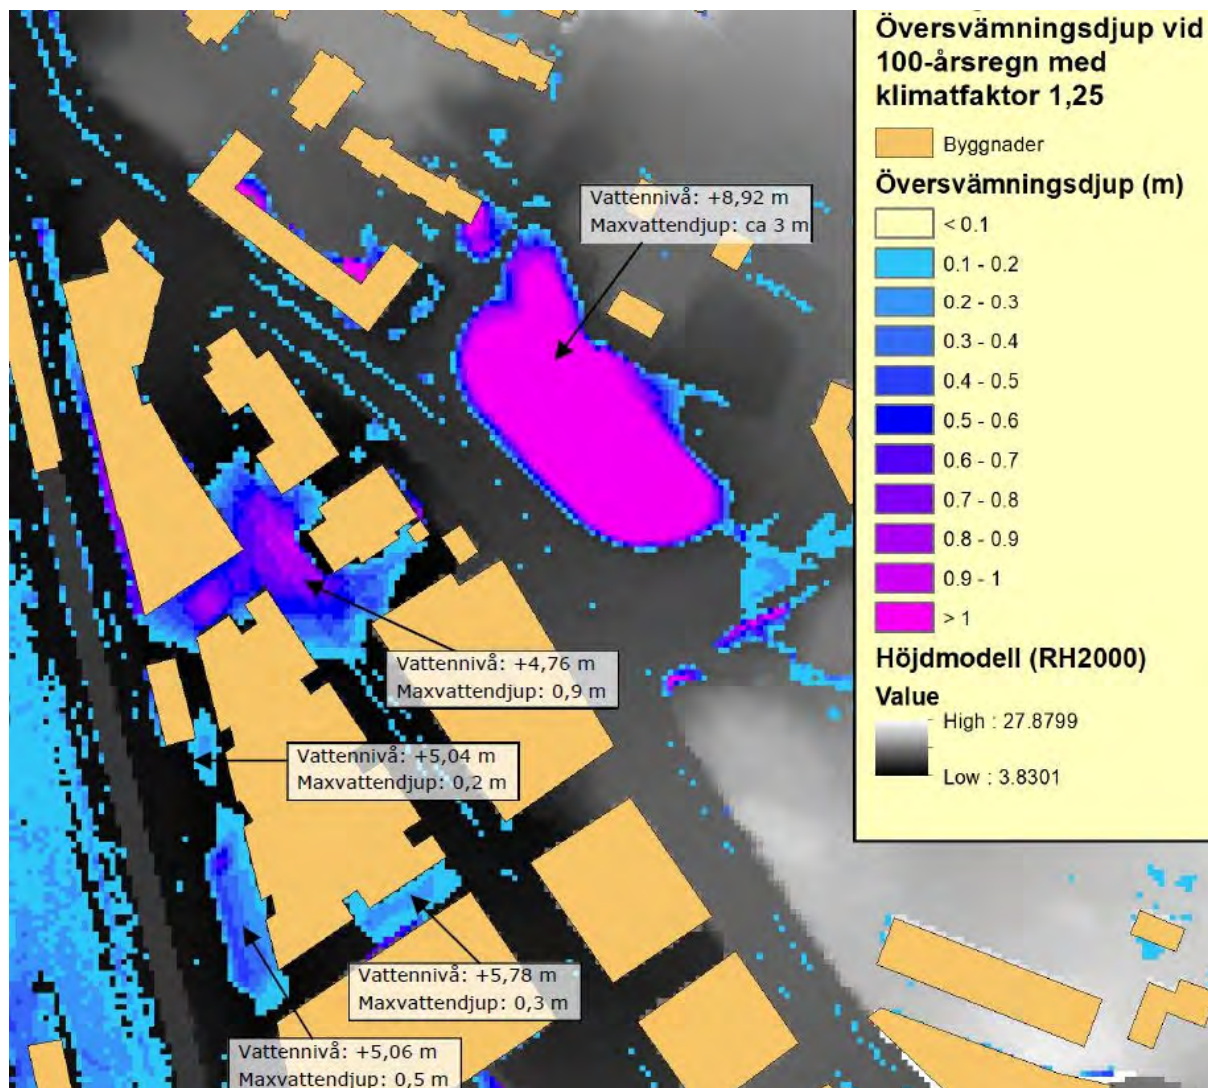 Översvämningsdjup vid
100-årsregn med
klimatfaktor 1,25
Byggnader
Översvämningsdjup (m)
< 0.1
0.1 - 0.2
0.2 - 0.3
0.3 - 0.4
0.4 - 0.5
0.5 - 0.6
0.6 - 0.7
0.7 - 0.8
0.8 - 0.9
0.9 - 1
> 1
Höjdmodell (RH2000)
Value
High : 27.8799
Low : 3.8301
Vattennivå: +8,92 m
Maxvattendjup: ca 3 m
Vattennivå: +4,76 m
Maxvattendjup: 0,9 m
Vattennivå: +5,04 m
Maxvattendjup: 0,2 m
Vattennivå: +5,78 m
Maxvattendjup: 0,3 m
Vattennivå: +5,06 m
Maxvattendjup: 0,5 m